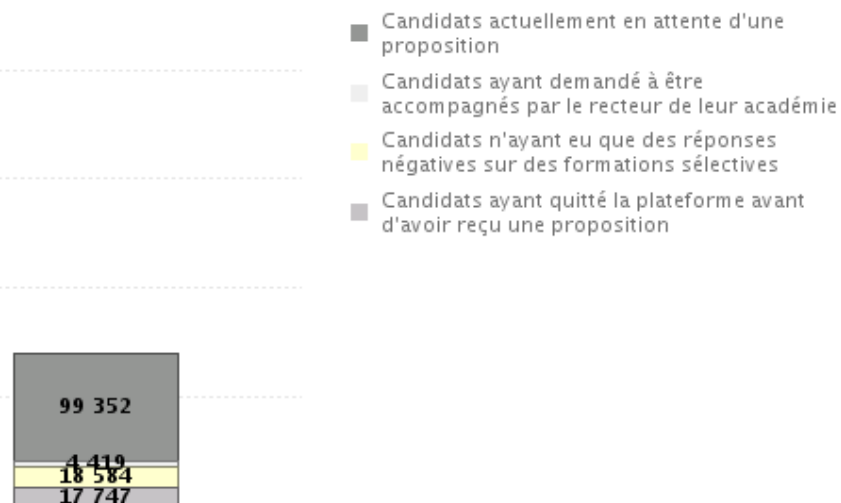 Candidats actuellement en attente d'une
proposition
Candidats ayant demandé à être
accompagnés par le recteur de leur académie
Candidats n'ayant eu que des réponses
négatives sur des formations sélectives
Candidats ayant quitté la plateforme avant
d'avoir reçu une proposition
99 352
4 419
18 584
17 747